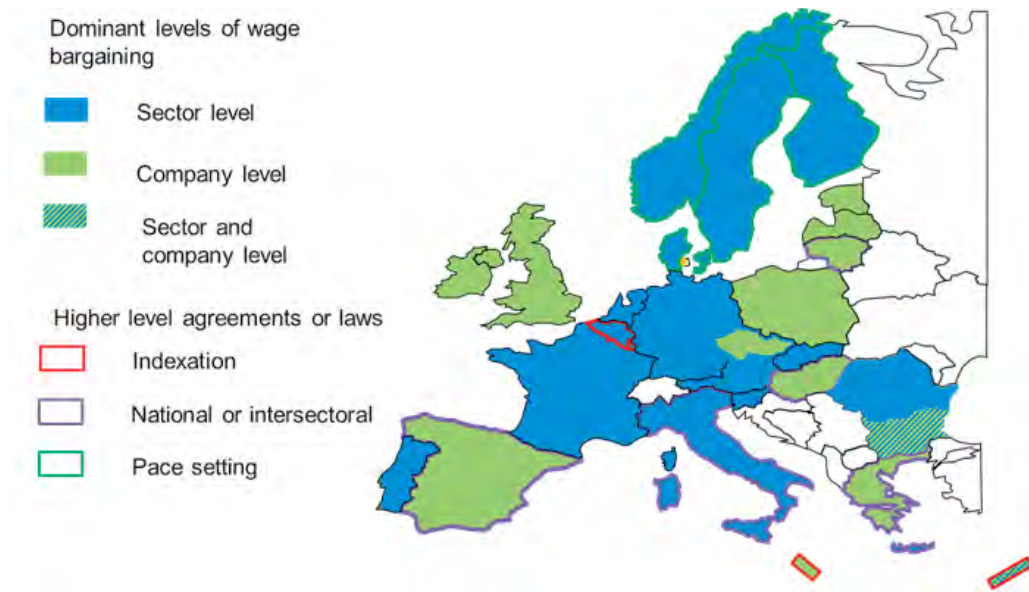 Dominant levels of wage
bargaining
Sector level
Company level
Sector and
company level
Higher level agreements or laws
Indexation
National or intersectoral
Pace setting